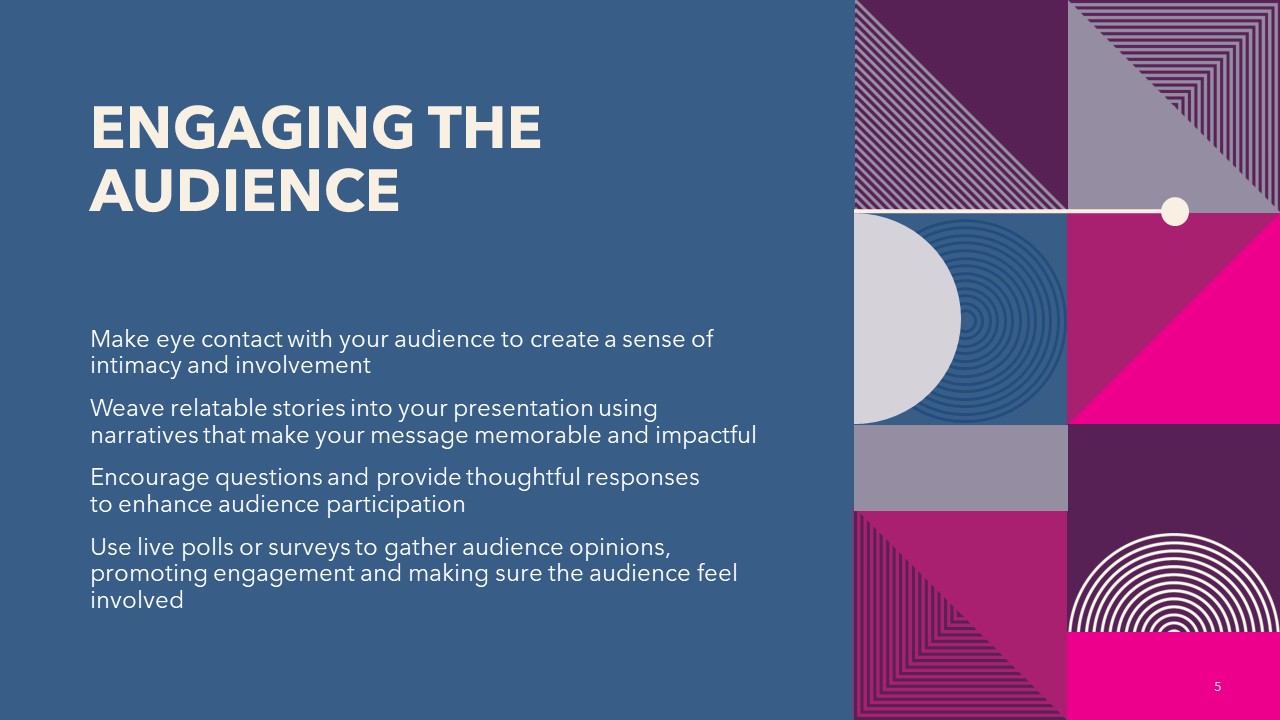 ENGAGING THE
AUDIENCE
Make eye contact with your audience to create a sense of
intimacy and involvement
Weave relatable stories into your presentation using
narratives that make your message memorable and impactful
Encourage questions and provide thoughtful responses
to enhance audience participation
Use live polls or surveys to gather audience opinions,
promoting engagement and making sure the audience feel
involved
5